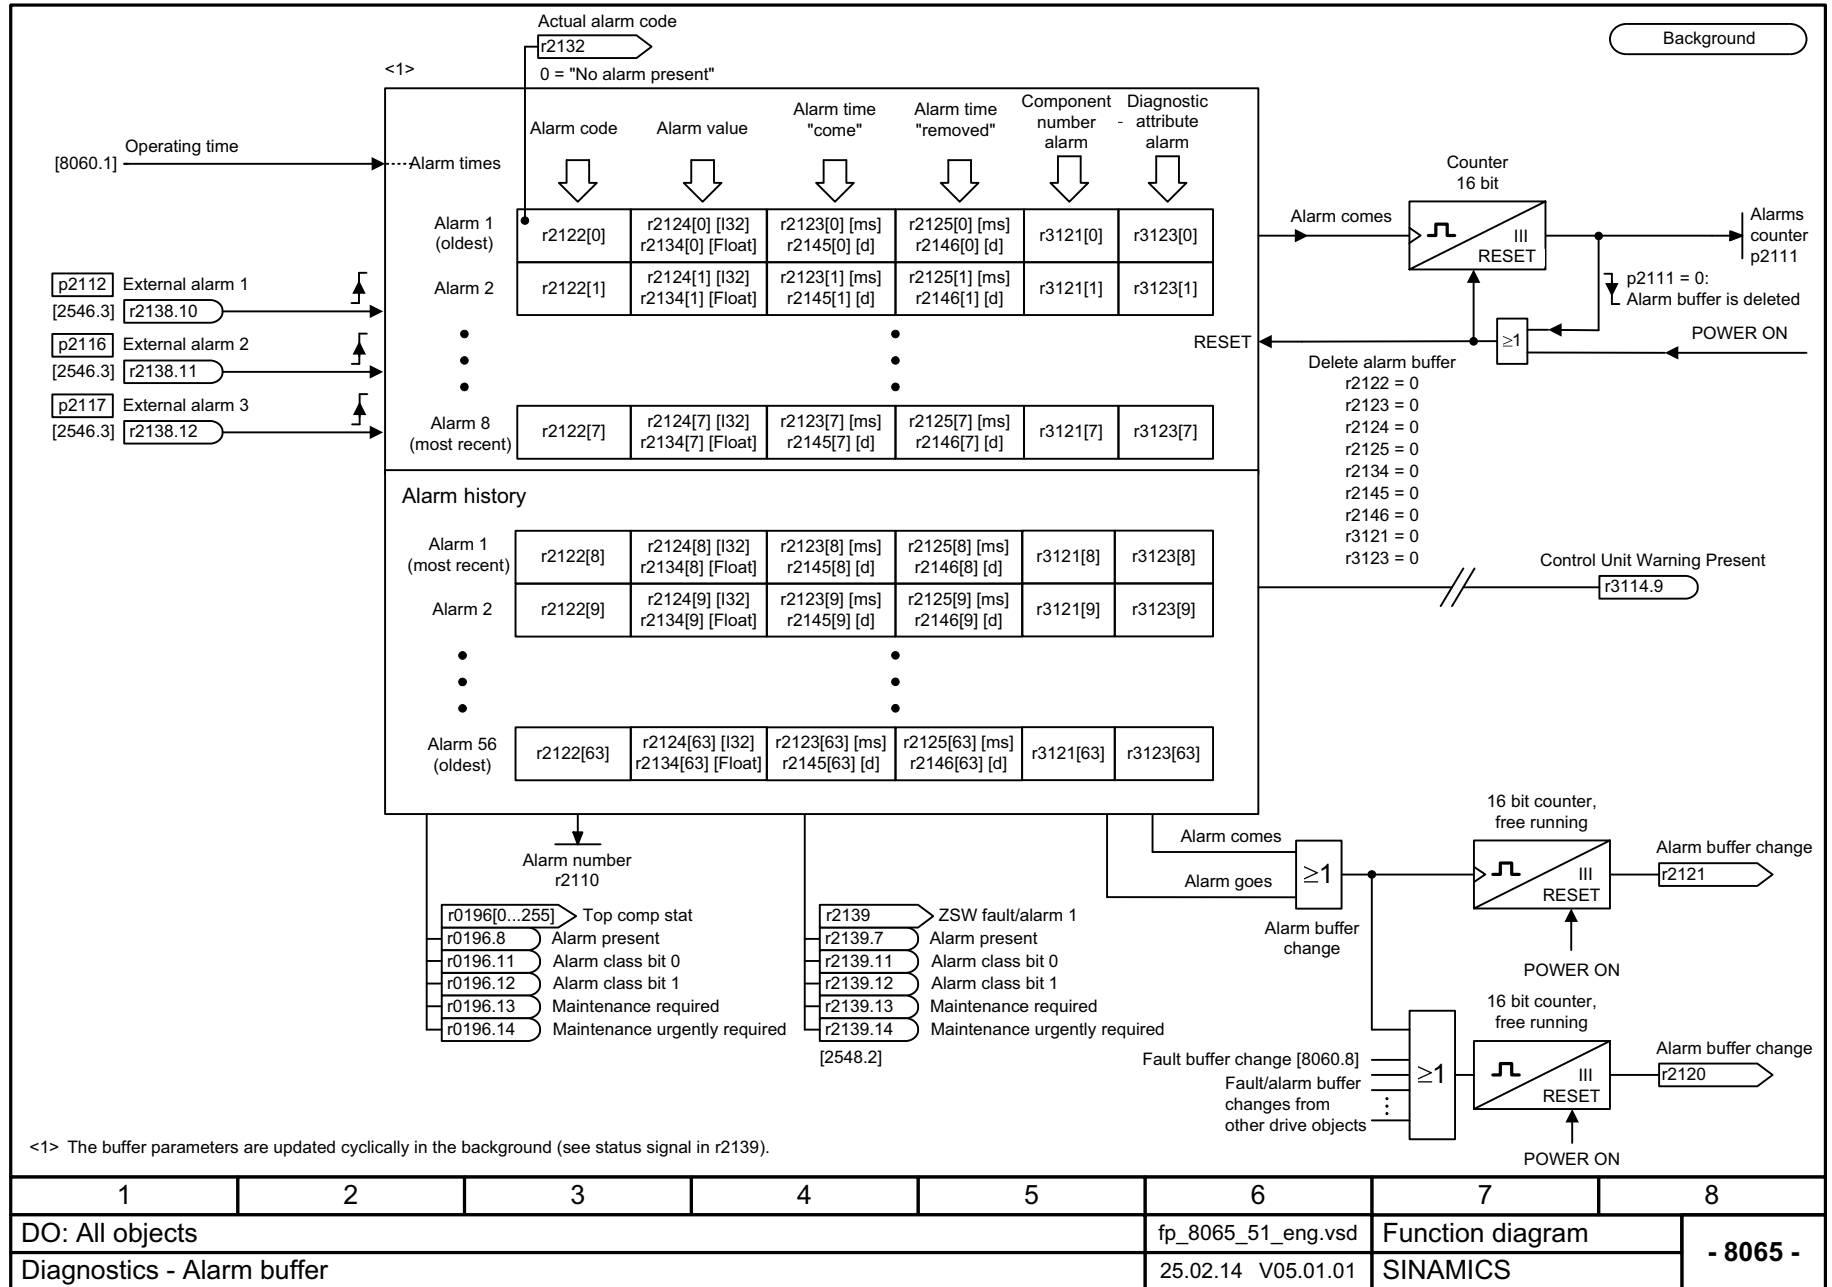 Actual alarm code
r2132
0 = "No alarm present"
Background
<1>
Alarm code
Alarm value
Alarm time
"come"
Alarm time
"removed"
Component
number
alarm
-
Diagnostic
attribute
alarm
Operating time
[8060.1]
Alarm times
Alarm 1
(oldest)
r2122[0]
r2124[0] [I32]
r2134[0] [Float]
r2123[0] [ms]
r2145[0] [d]
r2125[0] [ms]
r2146[0] [d]
r3121[0]
r3123[0]
Alarm 2
r2122[1]
r2124[1] [I32]
r2134[1] [Float]
r2123[1] [ms]
r2145[1] [d]
r2125[1] [ms]
r2146[1] [d]
r3121[1]
r3123[1]
Alarm 8
(most recent)
r2122[7]
r2124[7] [I32]
r2134[7] [Float]
r2123[7] [ms]
r2145[7] [d]
r2125[7] [ms]
r2146[7] [d]
r3121[7]
r3123[7]
p2112 External alarm 1
[2546.3] r2138.10
p2116 External alarm 2
[2546.3] r2138.11
p2117 External alarm 3
[2546.3] r2138.12
Alarm comes
Counter
16 bit
III
RESET
Alarms
counter
p2111
p2111 = 0:
Alarm buffer is deleted
POWER ON
≥1
RESET
Delete alarm buffer
r2122 = 0
r2123 = 0
r2124 = 0
r2125 = 0
r2134 = 0
r2145 = 0
r2146 = 0
r3121 = 0
r3123 = 0
Control Unit Warning Present
r3114.9
Alarm history
Alarm 1
(most recent)
r2122[8]
r2124[8] [I32]
r2134[8] [Float]
r2123[8] [ms]
r2145[8] [d]
r2125[8] [ms]
r2146[8] [d]
r3121[8]
r3123[8]
Alarm 2
r2122[9]
r2124[9] [I32]
r2134[9] [Float]
r2123[9] [ms]
r2145[9] [d]
r2125[9] [ms]
r2146[9] [d]
r3121[9]
r3123[9]
Alarm 56
(oldest)
r2122[63]
r2124[63] [I32]
r2134[63] [Float]
r2123[63] [ms]
r2145[63] [d]
r2125[63] [ms]
r2146[63] [d]
r3121[63]
r3123[63]
Alarm number
r2110
r0196[0...255] Top comp stat
r0196.8 Alarm present
r0196.11 Alarm class bit 0
r0196.12 Alarm class bit 1
r0196.13 Maintenance required
r0196.14 Maintenance urgently required
r2139 ZSW fault/alarm 1
r2139.7 Alarm present
r2139.11 Alarm class bit 0
r2139.12 Alarm class bit 1
r2139.13 Maintenance required
r2139.14 Maintenance urgently required
[2548.2]
Alarm comes
Alarm goes
≥1
Alarm buffer
change
16 bit counter,
free running
III
RESET
POWER ON
Alarm buffer change
r2121
Fault buffer change [8060.8]
Fault/alarm buffer
changes from
other drive objects
≥1
16 bit counter,
free running
III
RESET
POWER ON
Alarm buffer change
r2120
<1> The buffer parameters are updated cyclically in the background (see status signal in r2139).
1 2 3 4 5 6 7 8
DO: All objects
fp_8065_51_eng.vsd
Function diagram
- 8065 -
Diagnostics - Alarm buffer
25.02.14 V05.01.01
SINAMICS